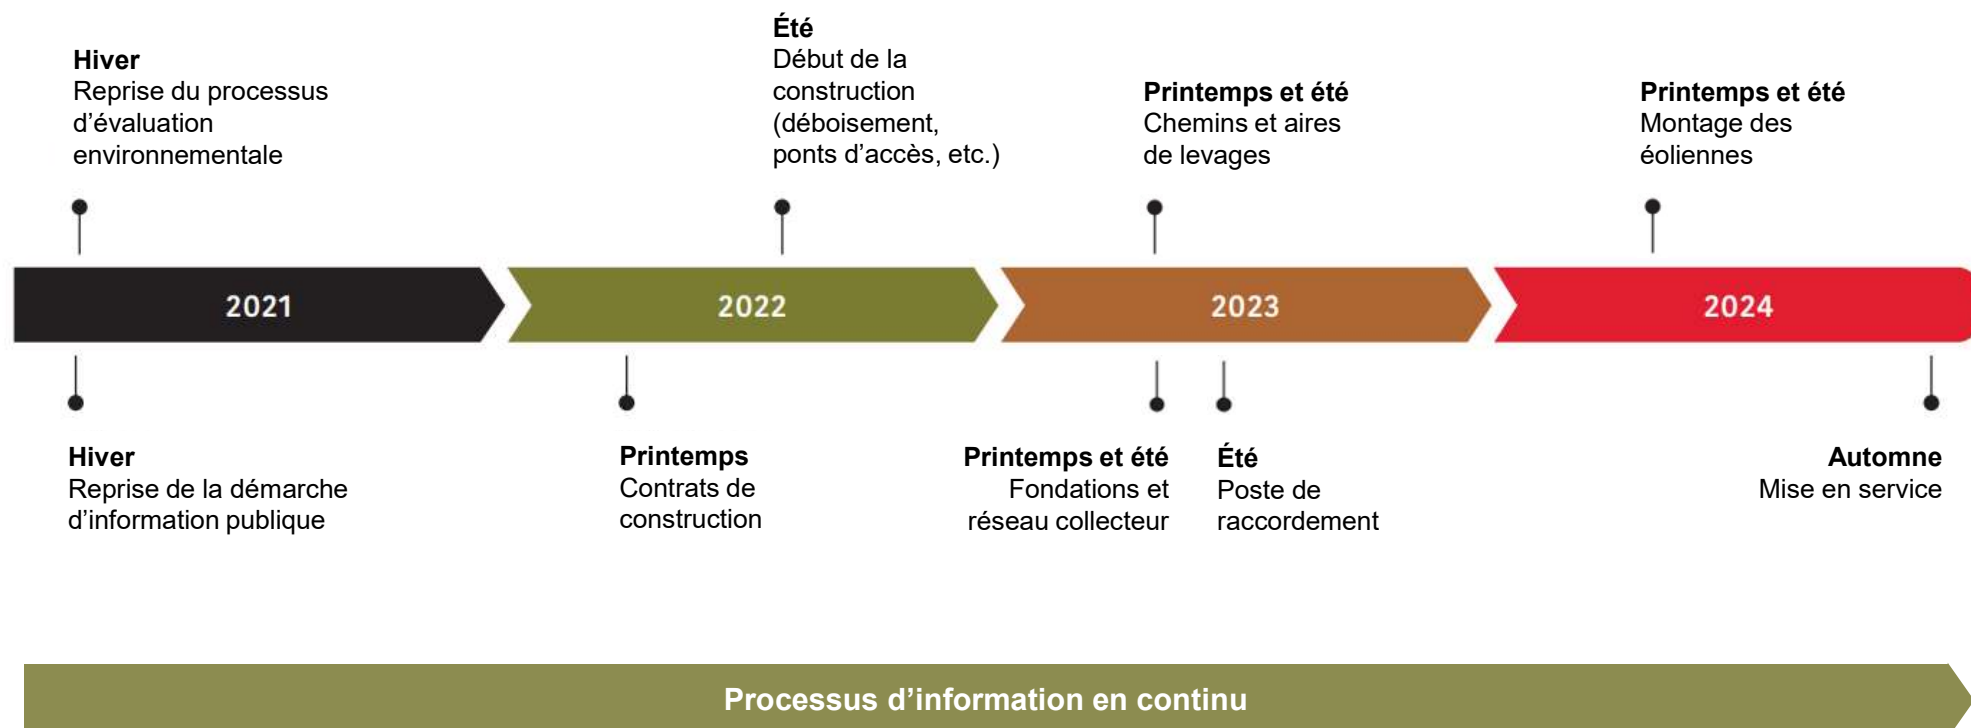 Hiver
Reprise du processus
d’évaluation
environnementale
Été
Début de la
construction
(déboisement,
ponts d’accès, etc.)
Printemps et été
Chemins et aires
de levages
Printemps et été
Montage des
éoliennes
2021
2022
2023
2024
Hiver
Reprise de la démarche
d’information publique
Printemps
Contrats de
construction
Printemps et été
Fondations et
réseau collecteur
Été
Poste de
raccordement
Automne
Mise en service
Processus d’information en continu